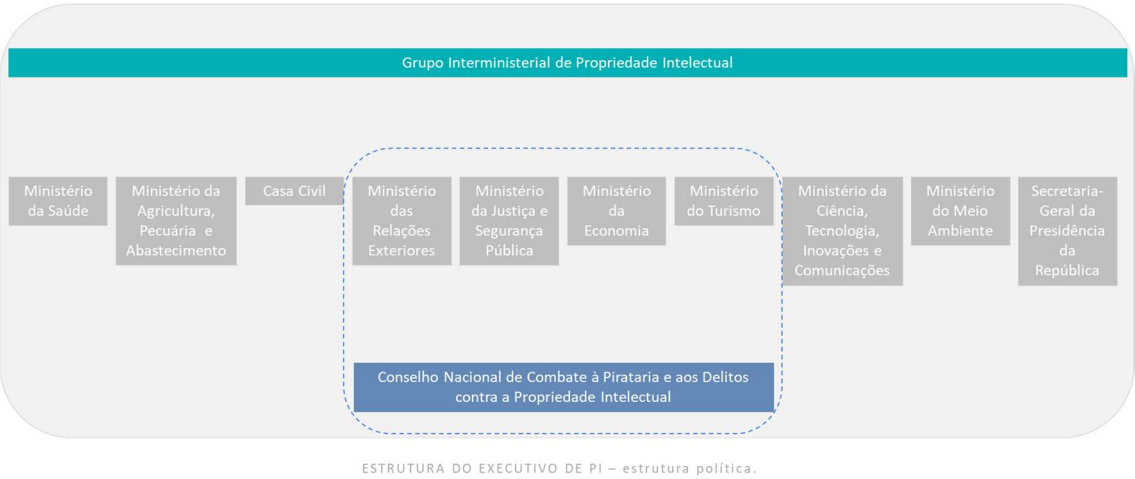 Grupo Interministerial de Propriedade Intelectual
Ministério
da Saúde
Ministério da
Agricultura,
Pecuária e
Abastecimento
Casa Civil
Ministério
das
Relações
Exteriores
Ministério
da Justiça e
Segurança
Pública
Ministério
da
Economia
Ministério
do Turismo
Ministério da
Ciência,
Tecnologia,
Inovações e
Comunicações
Ministério
do Meio
Ambiente
Secretaria-
Geral da
Presidência
da
República
Conselho Nacional de Combate à Pirataria e aos Delitos
contra a Propriedade Intelectual
ESTRUTURA DO EXECUTIVO DE PI – estrutura política.